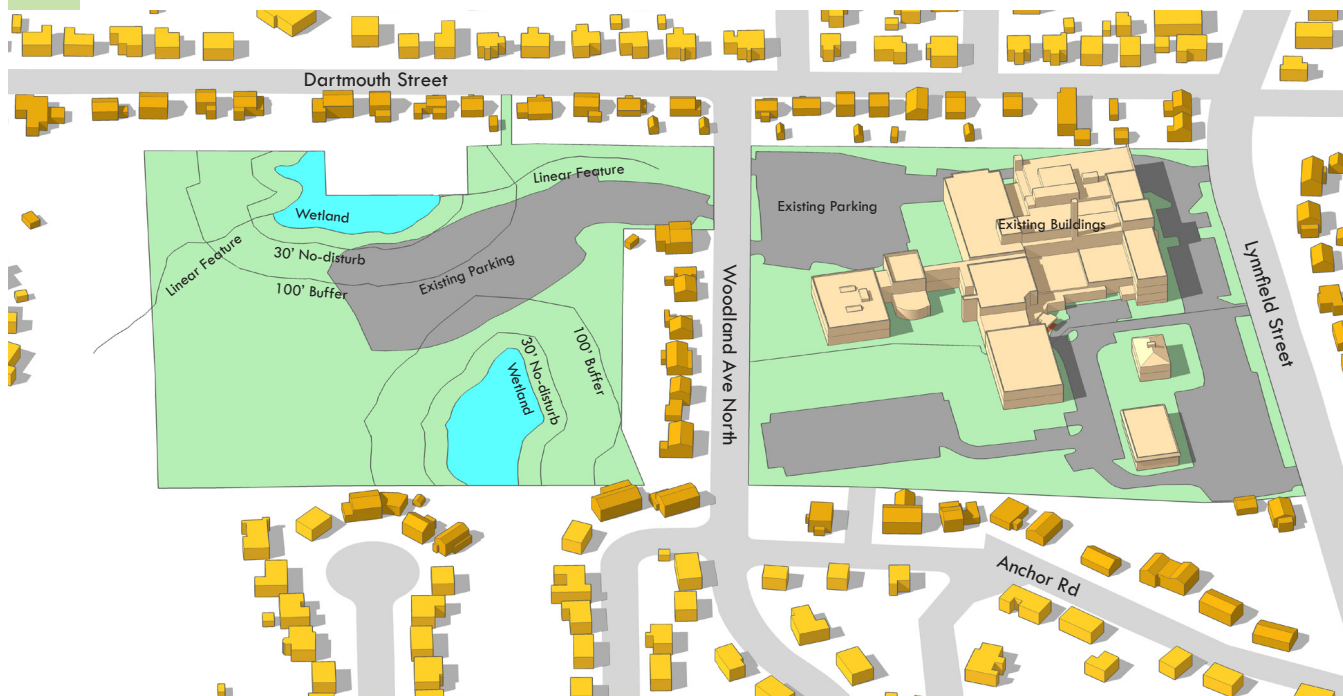 Dartmouth Street
Linear Feature
Wetland
Existing Parking
Existing Buildings
30' No-disturb
Linear Feature
Existing Parking
100' Buffer
Woodland Ave North
Lynnfield Street
100' Buffer
30' No-disturb
Wetland
Anchor Rd